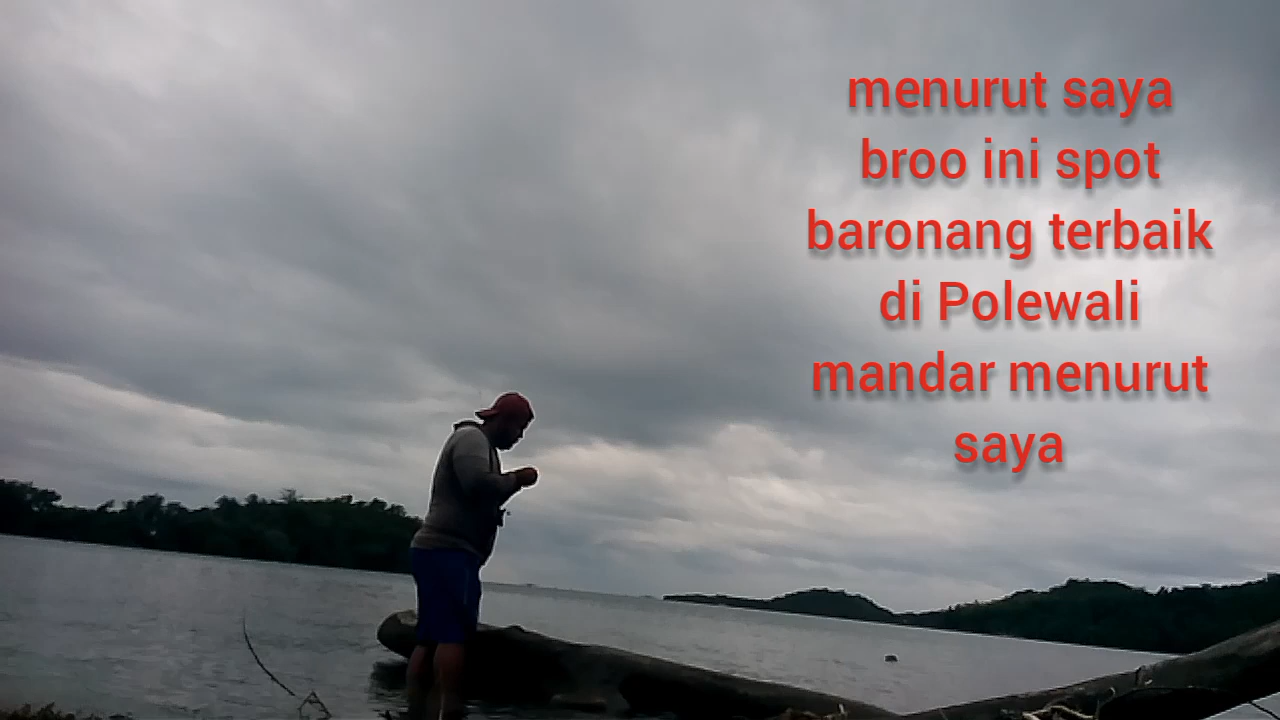 menurut saya
broo ini spot
baronang terbaik
di Polewali
mandar menurut
saya